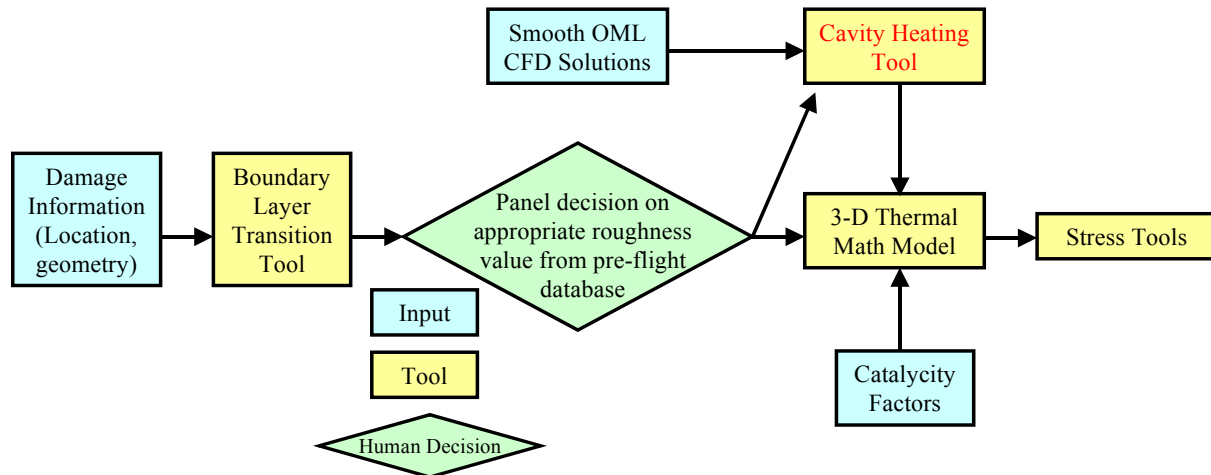 Smooth OML
CFD Solutions
Cavity Heating
Tool
Damage
Information
(Location,
geometry)
Boundary
Layer
Transition
Tool
Panel decision on
appropriate roughness
value from pre-flight
database
3-D Thermal
Math Model
Stress Tools
Input
Tool
Human Decision
Catalycity
Factors